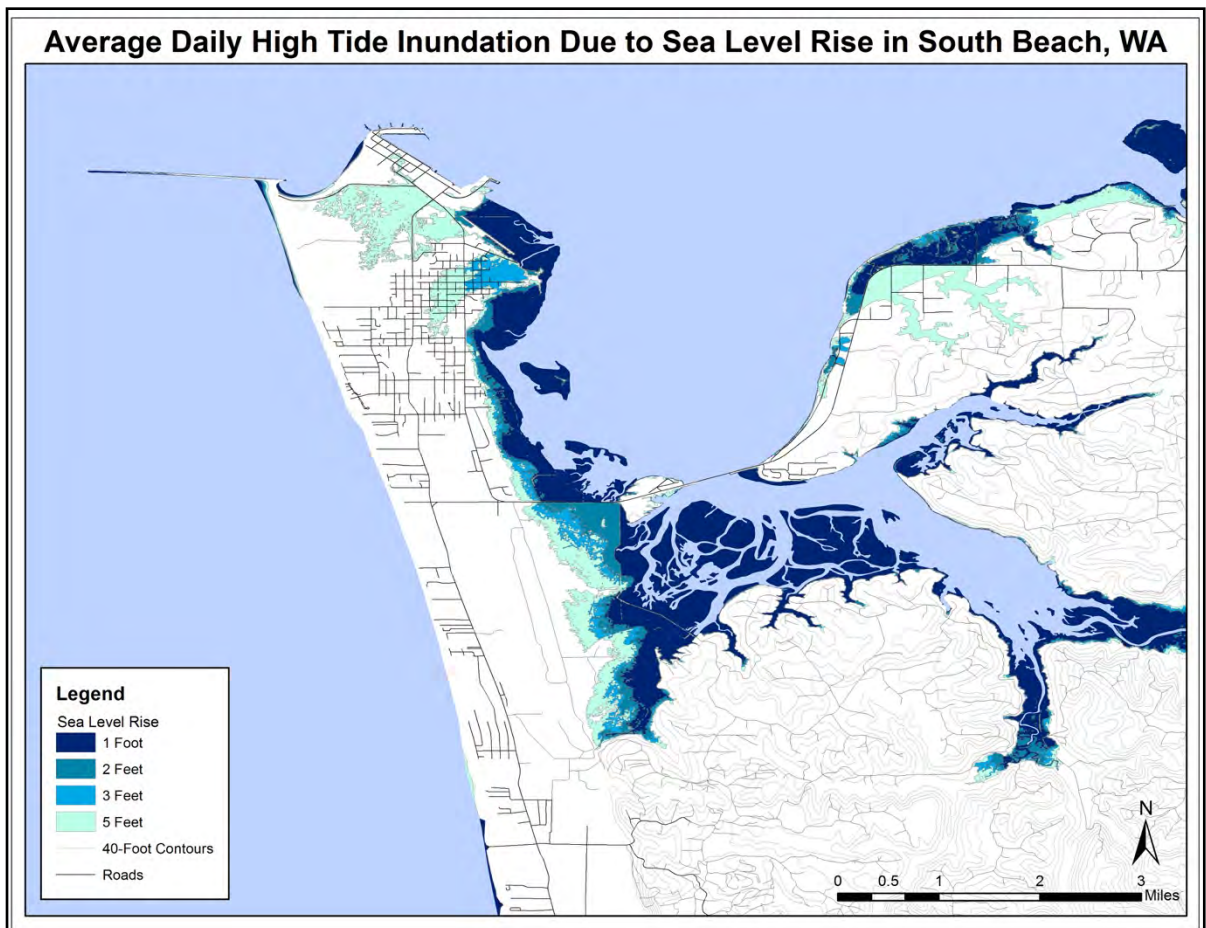 Average Daily High Tide Inundation Due to Sea Level Rise in South Beach, WA
Legend
Sea Level Rise
1 Foot
2 Feet
3 Feet
5 Feet
40-Foot Contours
Roads
N
0 0.5 1 2 3
Miles